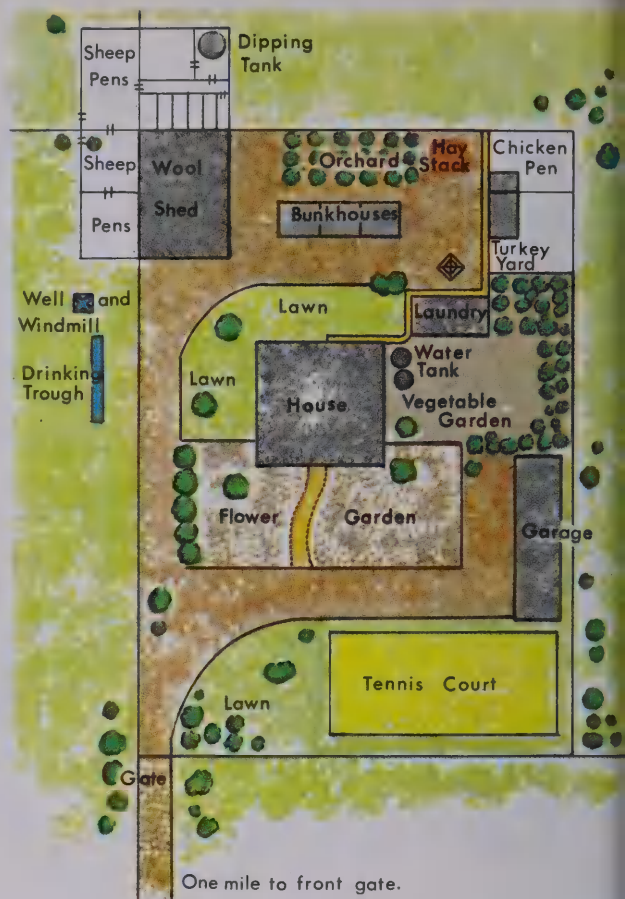 Sheep
Pens
Dipping
Tank
Sheep
Pens
Wool
Shed
Orchard
Hay
Stack
Chicken
Pen
Bunkhouses
Turkey
Yard
Well and
Windmill
Drinking
Trough
Lawn
Lawn
Laundry
Water
Tank
House
Vegetable
Garden
Flower Garden
Garage
Tennis Court
Lawn
Gate
One mile to front gate.